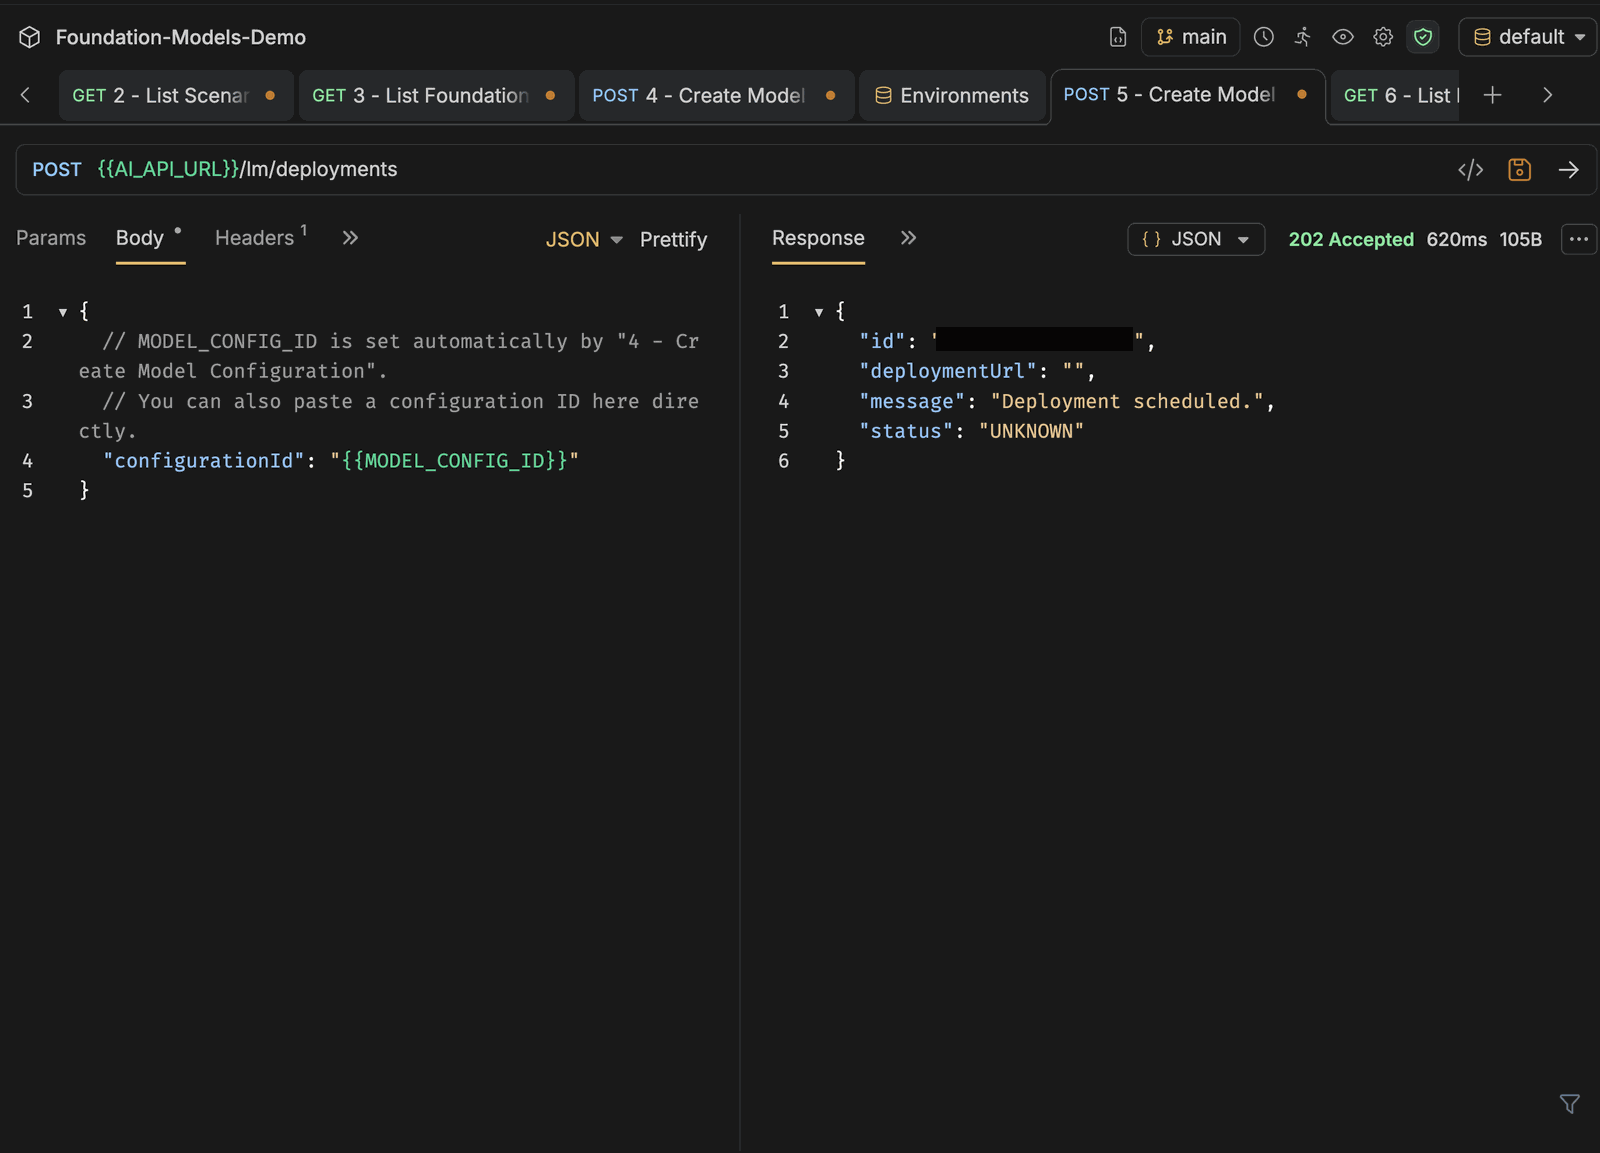 Foundation-Models-Demo
main
default
GET 2 - List Scenar
GET 3 - List Foundation
POST 4 - Create Model
Environments
POST 5 - Create Model
GET 6 - List
POST {{AI_API_URL}}/lm/deployments
Params Body Headers 1
JSON Prettify
Response
{ } JSON
202 Accepted 620ms 105B
1 {
2 // MODEL_CONFIG_ID is set automatically by "4 - Cr
eate Model Configuration".
3 // You can also paste a configuration ID here dire
ctly.
4 "configurationId": "{{MODEL_CONFIG_ID}}"
5 }
1 {
2 "id": "",
3 "deploymentUrl": "",
4 "message": "Deployment scheduled.",
5 "status": "UNKNOWN"
6 }